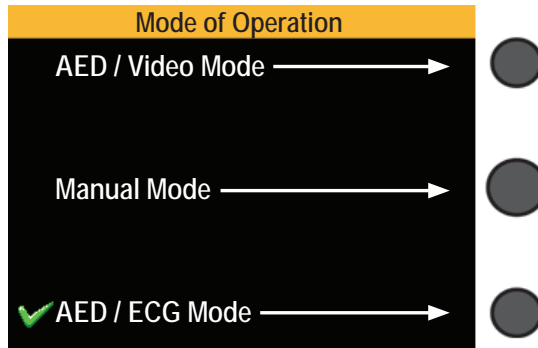 Mode of Operation
AED / Video Mode
Manual Mode
AED / ECG Mode